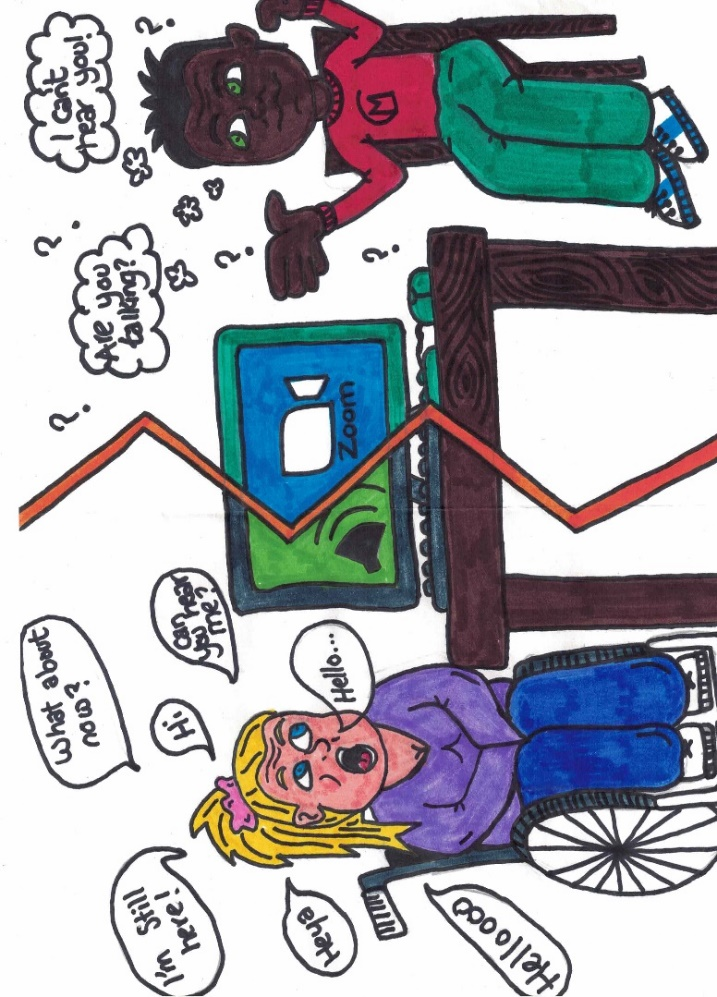 What about
now?
I'm Still
here!
Can
you hear
me?
Hi:
Heya
Hello...
Helloooo
Zoom
?
Are you
talking?
?
I can't
hear you!
?
?
?
M